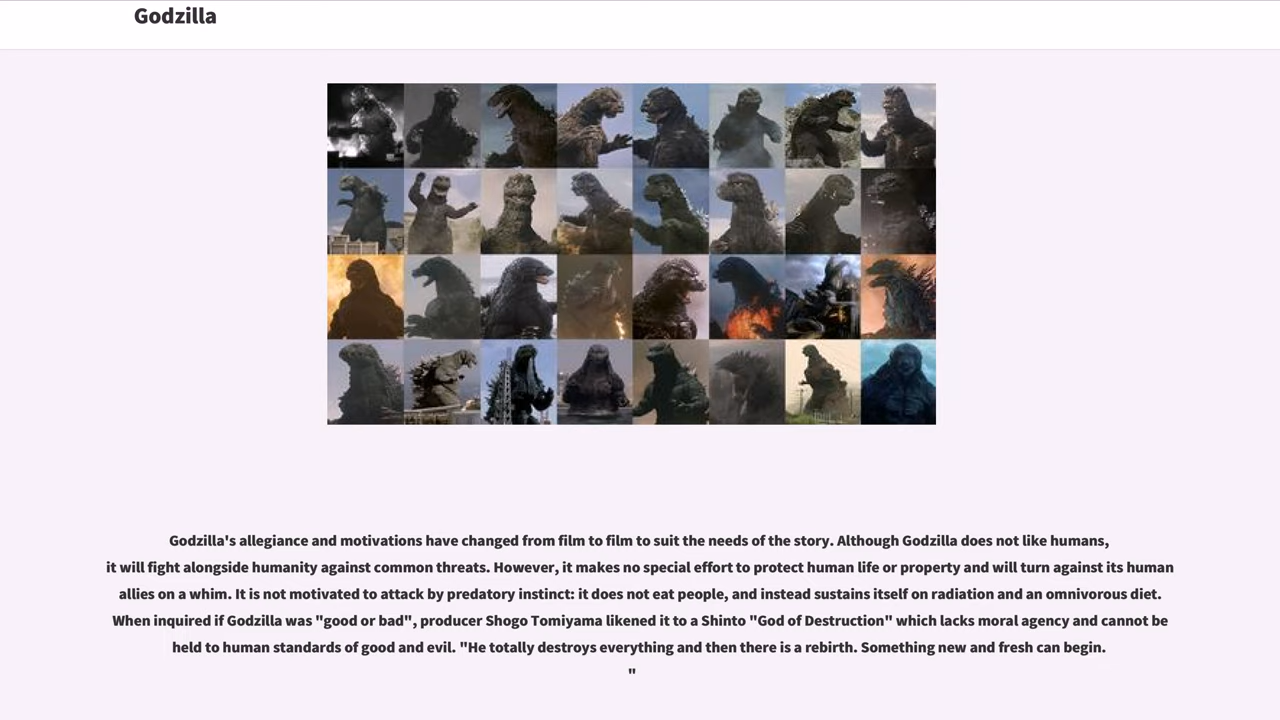 Godzilla
Godzilla's allegiance and motivations have changed from film to film to suit the needs of the story. Although Godzilla does not like humans,
it will fight alongside humanity against common threats. However, it makes no special effort to protect human life or property and will turn against its human
allies on a whim. It is not motivated to attack by predatory instinct: it does not eat people, and instead sustains itself on radiation and an omnivorous diet.
When inquired if Godzilla was "good or bad", producer Shogo Tomiyama likened it to a Shinto "God of Destruction" which lacks moral agency and cannot be
held to human standards of good and evil. "He totally destroys everything and then there is a rebirth. Something new and fresh can begin.
"